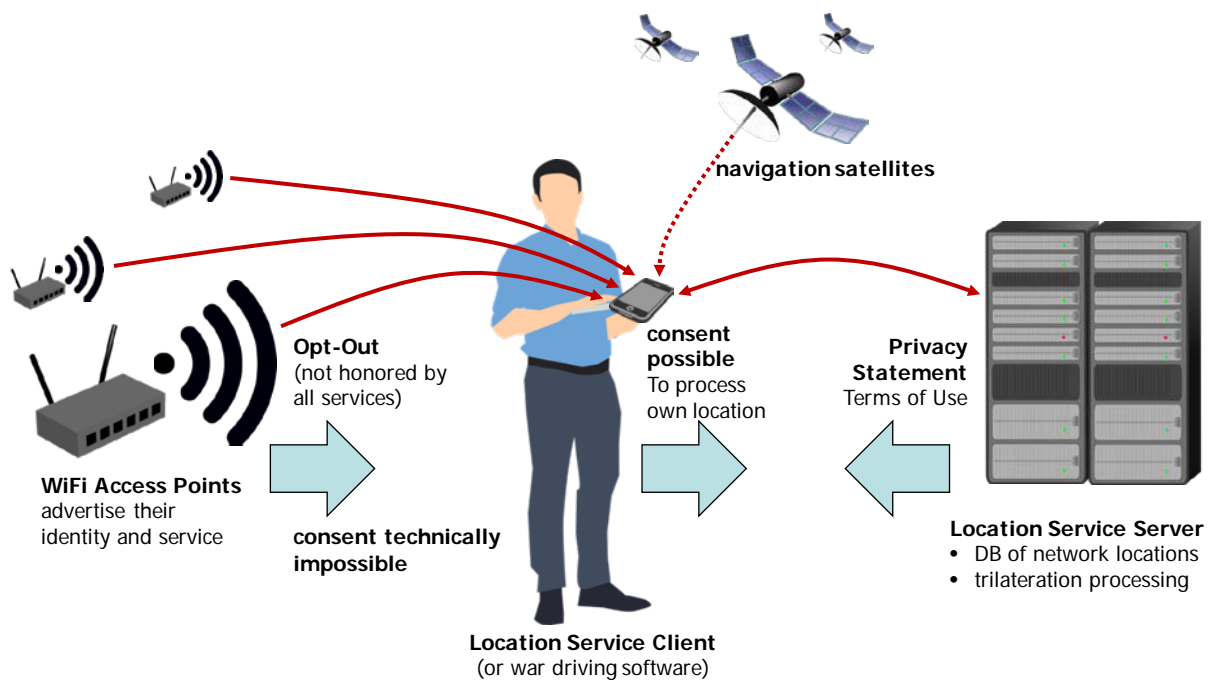 navigation satellites
Opt-Out
(not honored by
all services)
consent
possible
To process
own location
Privacy
Statement
Terms of Use
WiFi Access Points
advertise their
identity and service
consent technically
impossible
Location Service Server
• DB of network locations
• trilateration processing
Location Service Client
(or war driving software)